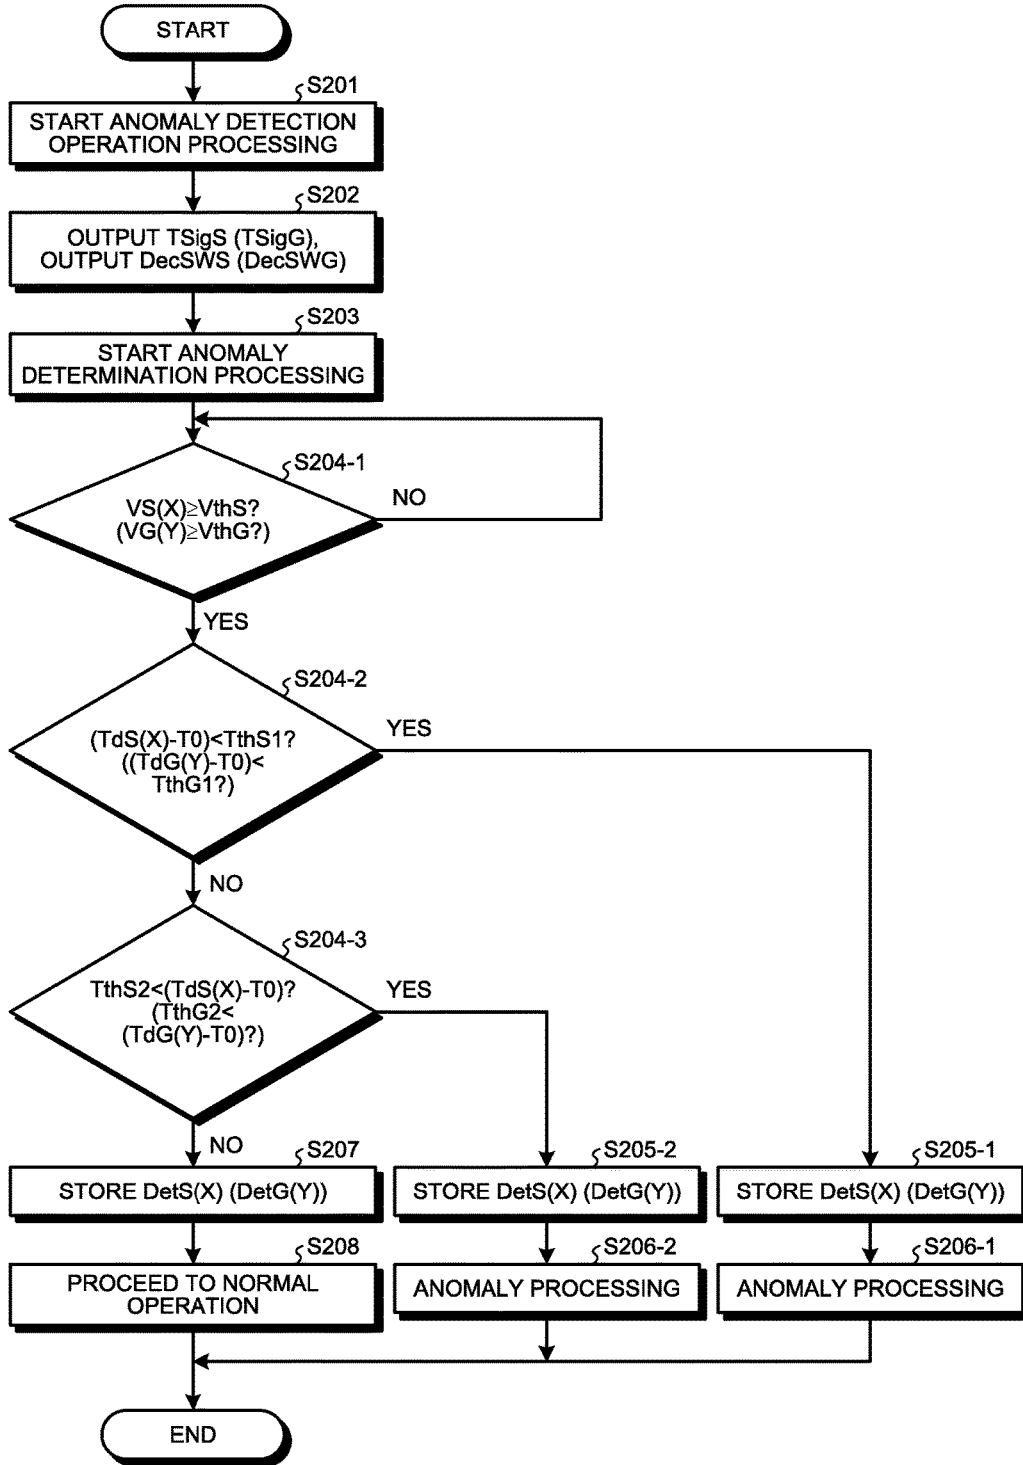 START
S201
START ANOMALY DETECTION
OPERATION PROCESSING
S202
OUTPUT TSigS (TSigG),
OUTPUT DecSWS (DecSWG)
S203
START ANOMALY
DETERMINATION PROCESSING
S204-1
VS(X)≥VthS?
(VG(Y)≥VthG?)
NO
YES
S204-2
(TdS(X)-T0)<TthS1?
((TdG(Y)-T0)<
TthG1?)
YES
NO
S204-3
TthS2<(TdS(X)-T0)?
(TthG2<
(TdG(Y)-T0)?)
YES
NO
S207
STORE DetS(X) (DetG(Y))
S205-2
STORE DetS(X) (DetG(Y))
S205-1
STORE DetS(X) (DetG(Y))
S208
PROCEED TO NORMAL
OPERATION
S206-2
ANOMALY PROCESSING
S206-1
ANOMALY PROCESSING
END